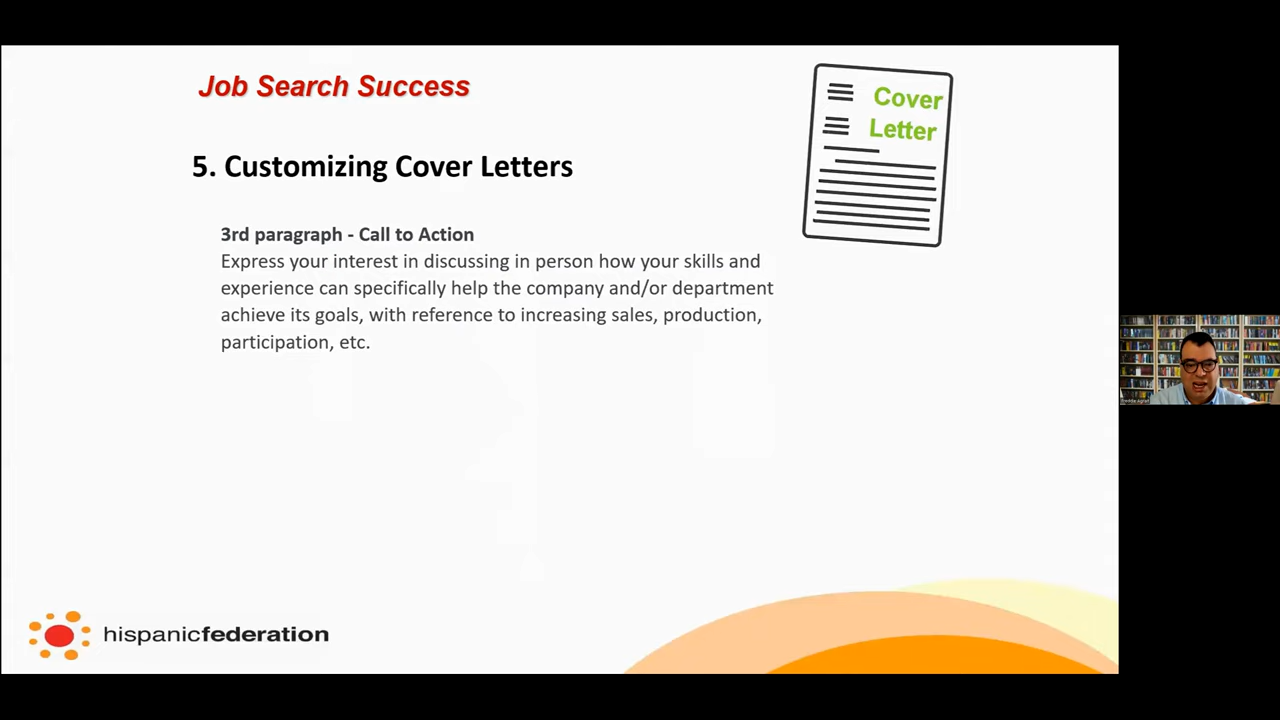 Job Search Success
Cover
Letter
5. Customizing Cover Letters
3rd paragraph - Call to Action
Express your interest in discussing in person how your skills and
experience can specifically help the company and/or department
achieve its goals, with reference to increasing sales, production,
participation, etc.
hispanicfederation